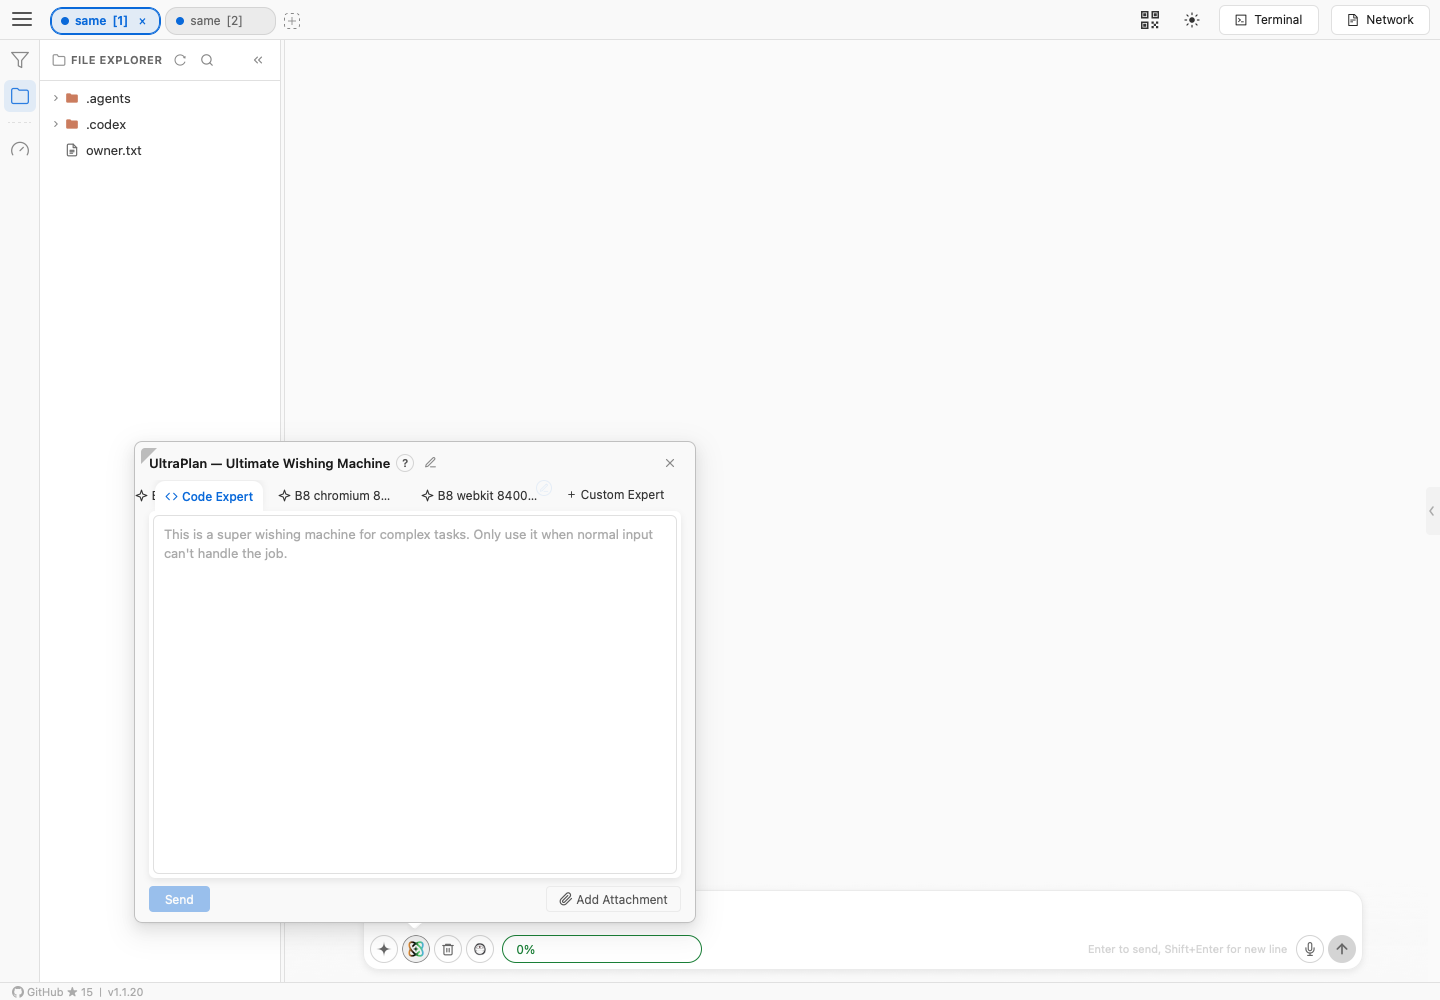 same [1] ×
same [2]
Terminal
Network
FILE EXPLORER
.agents
.codex
owner.txt
UltraPlan — Ultimate Wishing Machine ?
Code Expert
B8 chromium 8...
B8 webkit 8400...
+ Custom Expert
This is a super wishing machine for complex tasks. Only use it when normal input
can't handle the job.
Send
Add Attachment
0%
Enter to send, Shift+Enter for new line
GitHub ★ 15 | v1.1.20